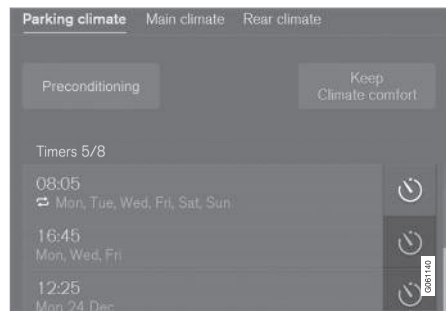 Parking climate Main climate Rear climate
Preconditioning
Keep
Climate comfort
Timers 5/8
08:05
Mon, Tue, Wed, Fri, Sat, Sun
16:45
Mon, Wed, Fri
12:25
Mon 24 Dec
G061140